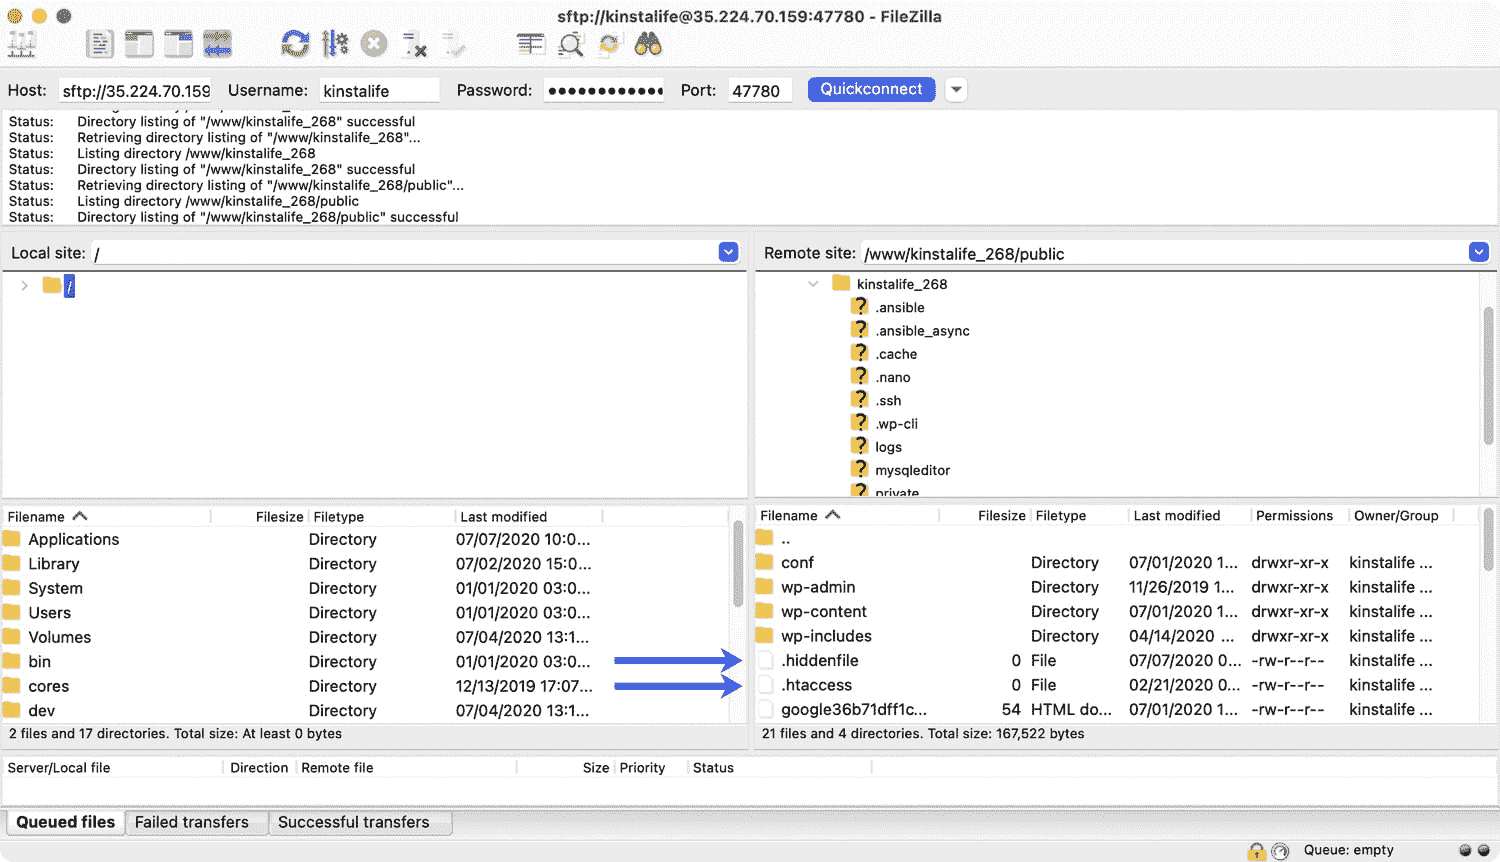 sftp://kinstalife@35.224.70.159:47780 - FileZilla
Host: sftp://35.224.70.159 Username: kinstalife Password: ●●●●●●●●●●●● Port: 47780 Quickconnect
Status: Directory listing of "/www/kinstalife_268" successful
Status: Retrieving directory listing of "/www/kinstalife_268"...
Status: Listing directory /www/kinstalife_268
Status: Directory listing of "/www/kinstalife_268" successful
Status: Retrieving directory listing of "/www/kinstalife_268/public"...
Status: Listing directory /www/kinstalife_268/public
Status: Directory listing of "/www/kinstalife_268/public" successful
Local site: /
/
Remote site: /www/kinstalife_268/public
kinstalife_268
? .ansible
? .ansible_async
? .cache
? .nano
? .ssh
? .wp-cli
? logs
? mysqleditor
? private
Filename Filesize Filetype Last modified
Applications Directory 07/07/2020 10:0...
Library Directory 07/02/2020 15:0...
System Directory 01/01/2020 03:0...
Users Directory 01/01/2020 03:0...
Volumes Directory 07/04/2020 13:1...
bin Directory 01/01/2020 03:0...
cores Directory 12/13/2019 17:07...
dev Directory 07/04/2020 13:1...
2 files and 17 directories. Total size: At least 0 bytes
Filename Filesize Filetype Last modified Permissions Owner/Group
..
conf Directory 07/01/2020 1... drwxr-xr-x kinstalife ...
wp-admin Directory 11/26/2019 1... drwxr-xr-x kinstalife ...
wp-content Directory 07/01/2020 1... drwxr-xr-x kinstalife ...
wp-includes Directory 04/14/2020 ... drwxr-xr-x kinstalife ...
.hiddenfile 0 File 07/07/2020 0... -rw-r--r-- kinstalife ...
.htaccess 0 File 02/21/2020 0... -rw-r--r-- kinstalife ...
google36b71dff1c... 54 HTML do... 07/01/2020 1... -rw-r--r-- kinstalife ...
21 files and 4 directories. Total size: 167,522 bytes
Server/Local file Direction Remote file Size Priority Status
Queued files Failed transfers Successful transfers
Queue: empty